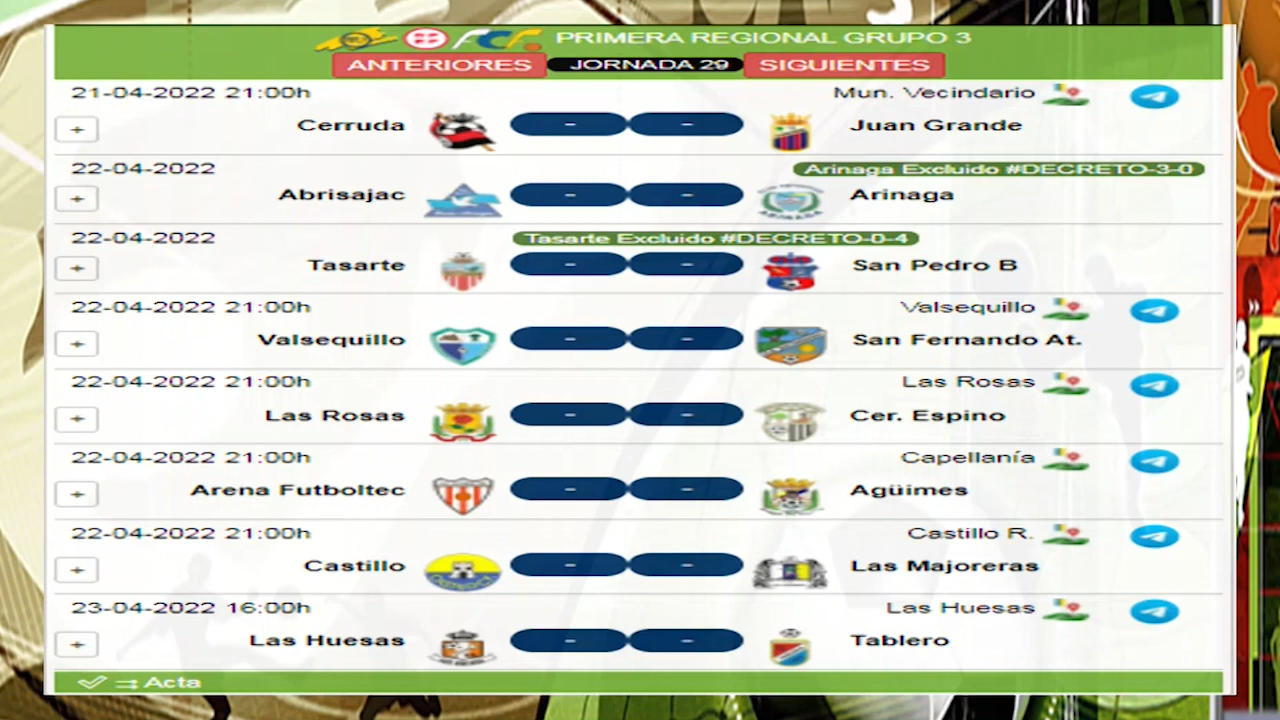 FCF. PRIMERA REGIONAL GRUPO 3
ANTERIORES JORNADA 29 SIGUIENTES
21-04-2022 21:00h Mun. Vecindario
+ Cerruda - - Juan Grande
22-04-2022 Arinaga Excluido #DECRETO-3-0
+ Abrisajac - - Arinaga
22-04-2022 Tasarte Excluido #DECRETO-0-4
+ Tasarte - - San Pedro B
22-04-2022 21:00h Valsequillo
+ Valsequillo - - San Fernando At.
22-04-2022 21:00h Las Rosas
+ Las Rosas - - Cer. Espino
22-04-2022 21:00h Capellanía
+ Arena Futboltec - - Agüimes
22-04-2022 21:00h Castillo R.
+ Castillo - - Las Majoreras
23-04-2022 16:00h Las Huesas
+ Las Huesas - - Tablero
Acta